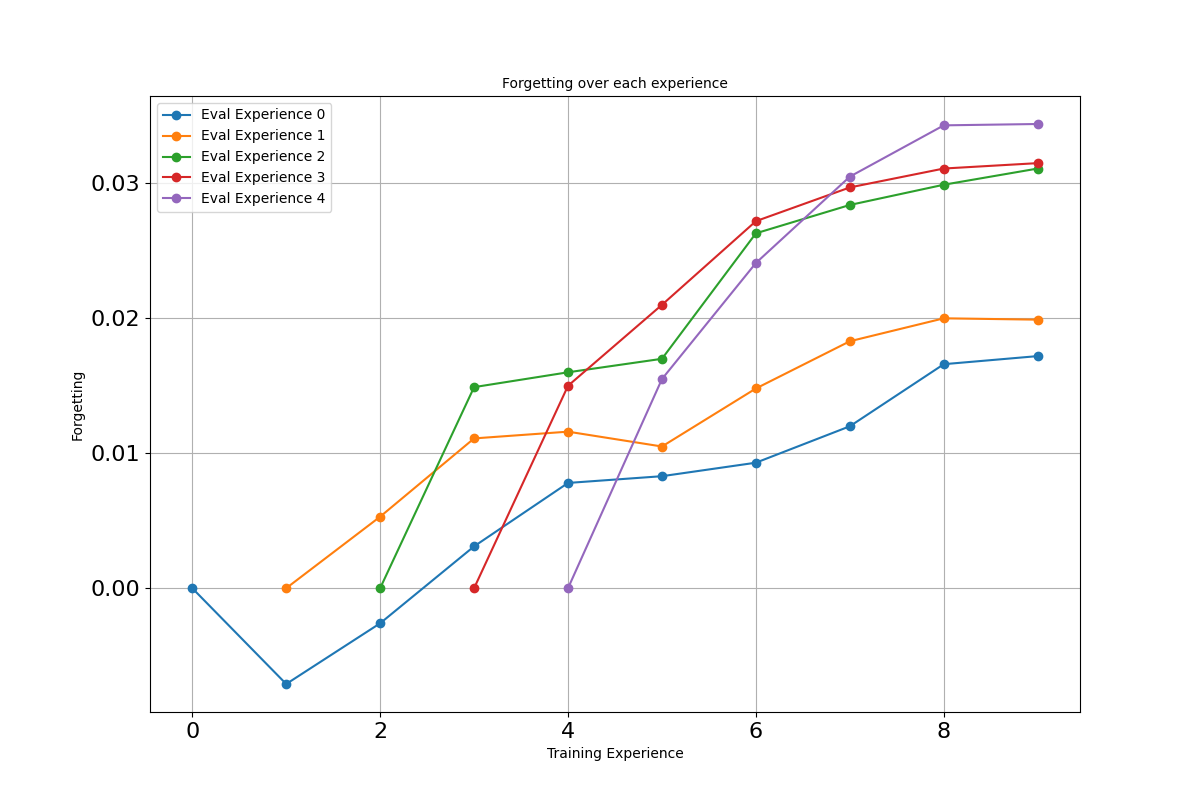 Forgetting over each experience
Eval Experience 0
Eval Experience 1
Eval Experience 2
Eval Experience 3
Eval Experience 4
0.03
0.02
0.01
0.00
Forgetting
0 2 4 6 8
Training Experience